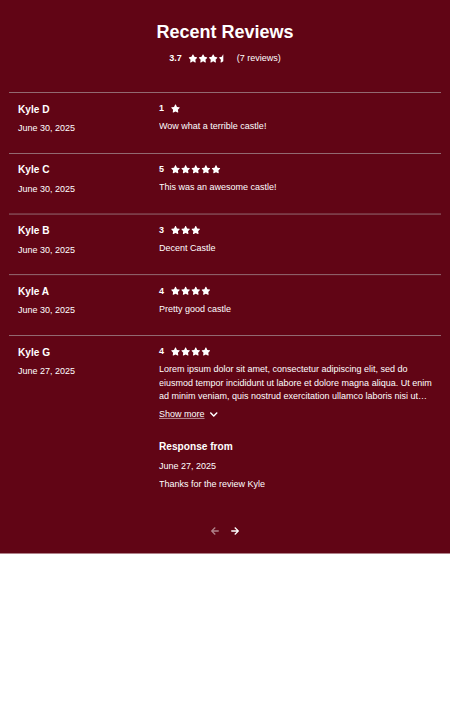 Recent Reviews
3.7 (7 reviews)
Kyle D
June 30, 2025
1
Wow what a terrible castle!
Kyle C
June 30, 2025
5
This was an awesome castle!
Kyle B
June 30, 2025
3
Decent Castle
Kyle A
June 30, 2025
4
Pretty good castle
Kyle G
June 27, 2025
4
Lorem ipsum dolor sit amet, consectetur adipiscing elit, sed do
eiusmod tempor incididunt ut labore et dolore magna aliqua. Ut enim
ad minim veniam, quis nostrud exercitation ullamco laboris nisi ut…
Show more
Response from
June 27, 2025
Thanks for the review Kyle